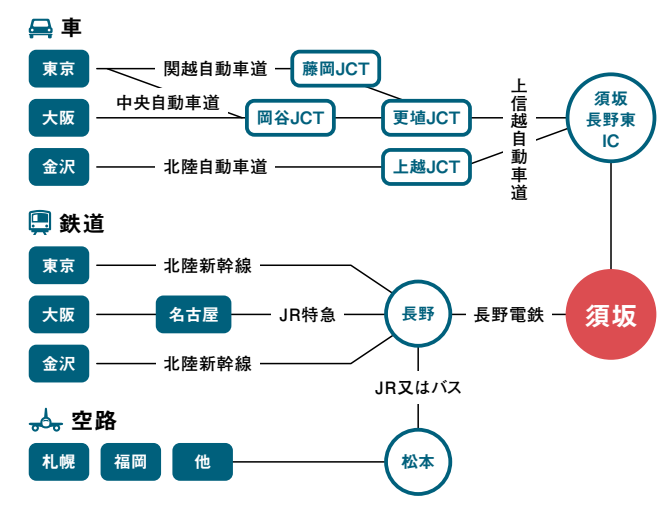 車
東京
関越自動車道
藤岡JCT
中央自動車道
大阪
岡谷JCT
更埴JCT
上信越自動車道
須坂
長野東
IC
金沢
北陸自動車道
上越JCT
鉄道
東京
北陸新幹線
大阪
名古屋
JR特急
長野
長野電鉄
須坂
金沢
北陸新幹線
JR又はバス
空路
札幌
福岡
他
松本